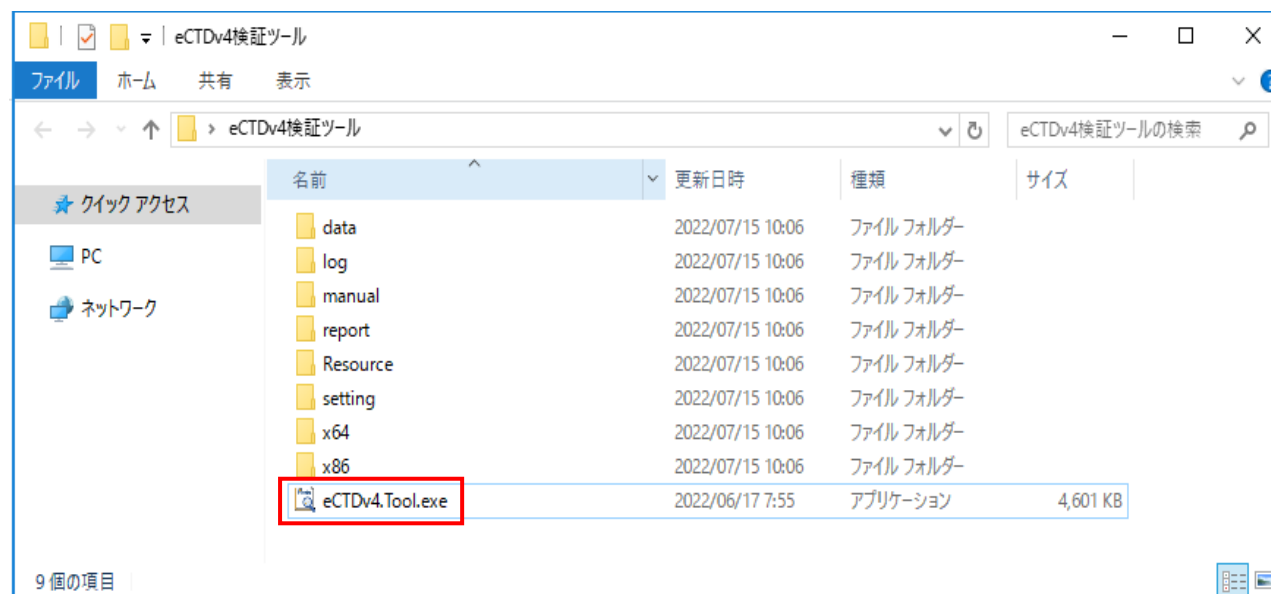 eCTDv4検証ツール
ファイル ホーム 共有 表示
eCTDv4検証ツール eCTDv4検証ツールの検索
名前 更新日時 種類 サイズ
クイック アクセス
PC
ネットワーク
data 2022/07/15 10:06 ファイル フォルダー
log 2022/07/15 10:06 ファイル フォルダー
manual 2022/07/15 10:06 ファイル フォルダー
report 2022/07/15 10:06 ファイル フォルダー
Resource 2022/07/15 10:06 ファイル フォルダー
setting 2022/07/15 10:06 ファイル フォルダー
x64 2022/07/15 10:06 ファイル フォルダー
x86 2022/07/15 10:06 ファイル フォルダー
eCTDv4.Tool.exe 2022/06/17 7:55 アプリケーション 4,601 KB
9 個の項目